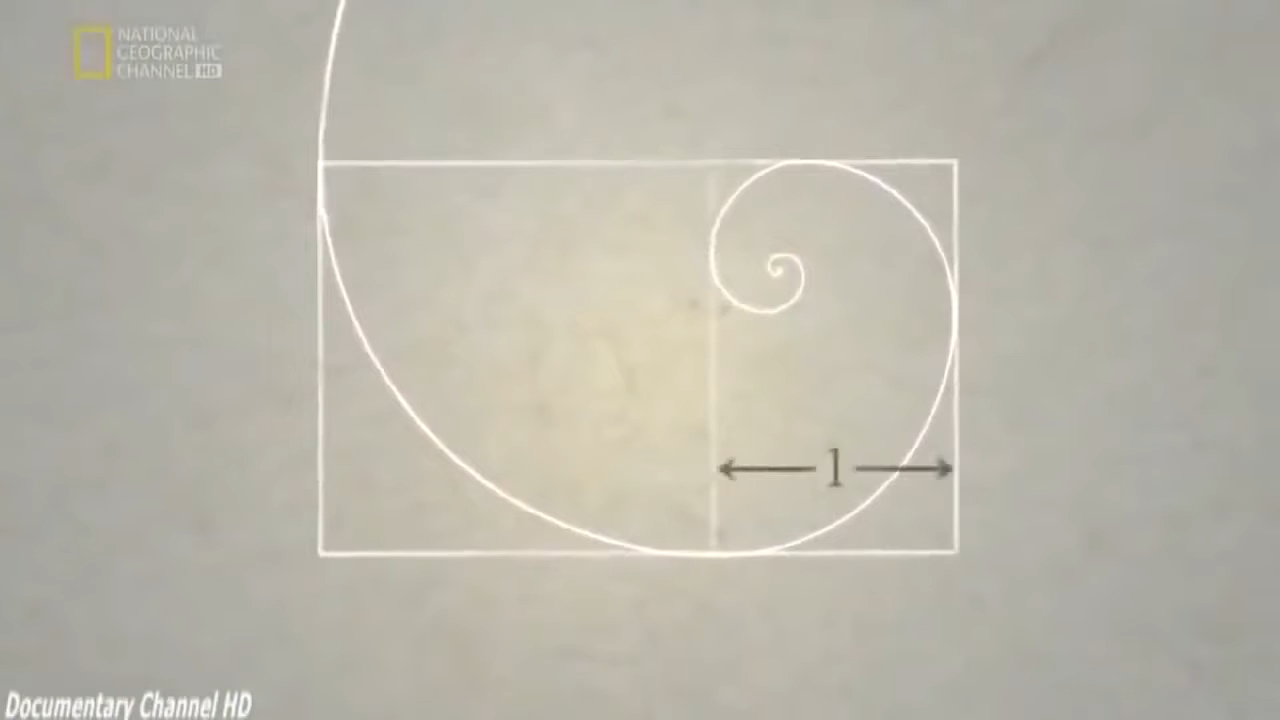 NATIONAL
GEOGRAPHIC
CHANNEL HD
1
Documentary Channel HD